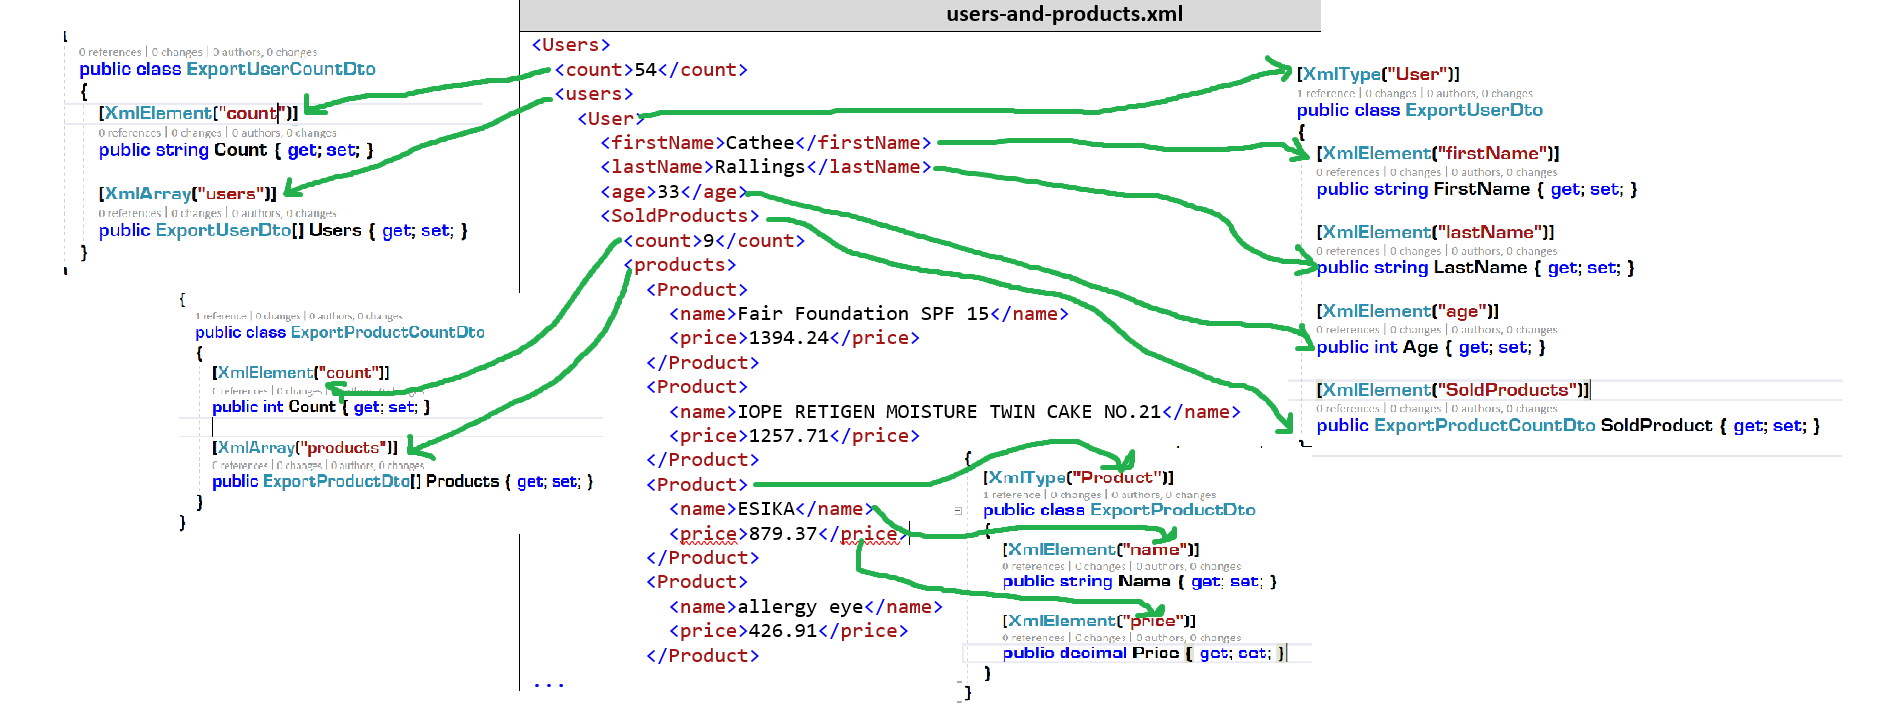 users-and-products.xml
{
0 references | 0 changes | 0 authors, 0 changes
public class ExportUserCountDto
{
[XmlElement("count")]
0 references | 0 changes | 0 authors, 0 changes
public string Count { get; set; }
[XmlArray("users")]
0 references | 0 changes | 0 authors, 0 changes
public ExportUserDto[] Users { get; set; }
}
{
1 reference | 0 changes | 0 authors, 0 changes
public class ExportProductCountDto
{
[XmlElement("count")]
0 references | 0 changes | 0 authors, 0 changes
public int Count { get; set; }
[XmlArray("products")]
0 references | 0 changes | 0 authors, 0 changes
public ExportProductDto[] Products { get; set; }
}
}
<Users>
<count>54</count>
<users>
<User>
<firstName>Cathee</firstName>
<lastName>Rallings</lastName>
<age>33</age>
<SoldProducts>
<count>9</count>
<products>
<Product>
<name>Fair Foundation SPF 15</name>
<price>1394.24</price>
</Product>
<Product>
<name>IOPE RETIGEN MOISTURE TWIN CAKE NO.21</name>
<price>1257.71</price>
</Product>
<Product>
<name>ESIKA</name>
<price>879.37</price>
</Product>
<Product>
<name>allergy eye</name>
<price>426.91</price>
</Product>
...
[XmlType("User")]
1 reference | 0 changes | 0 authors, 0 changes
public class ExportUserDto
{
[XmlElement("firstName")]
0 references | 0 changes | 0 authors, 0 changes
public string FirstName { get; set; }
[XmlElement("lastName")]
0 references | 0 changes | 0 authors, 0 changes
public string LastName { get; set; }
[XmlElement("age")]
0 references | 0 changes | 0 authors, 0 changes
public int Age { get; set; }
[XmlElement("SoldProducts")]
0 references | 0 changes | 0 authors, 0 changes
public ExportProductCountDto SoldProduct { get; set; }
{
[XmlType("Product")]
1 reference | 0 changes | 0 authors, 0 changes
public class ExportProductDto
{
[XmlElement("name")]
0 references | 0 changes | 0 authors, 0 changes
public string Name { get; set; }
[XmlElement("price")]
0 references | 0 changes | 0 authors, 0 changes
public decimal Price { get; set; }
}
}